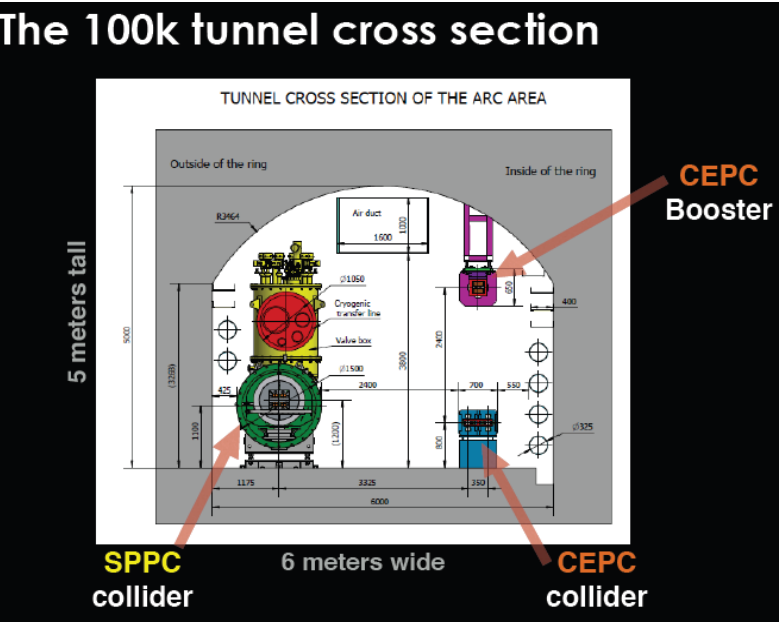 The 100k tunnel cross section
TUNNEL CROSS SECTION OF THE ARC AREA
Outside of the ring
Inside of the ring
CEPC
Booster
R3464
Air duct
1000
1600
Ø1050
Cryogenic
transfer line
Valve box
Ø1500
650
400
5 meters tall
5000
(3283)
2400
3800
425
2400
700
550
1100
(1200)
800
Ø325
1175
3325
350
6000
SPPC
collider
6 meters wide
CEPC
collider